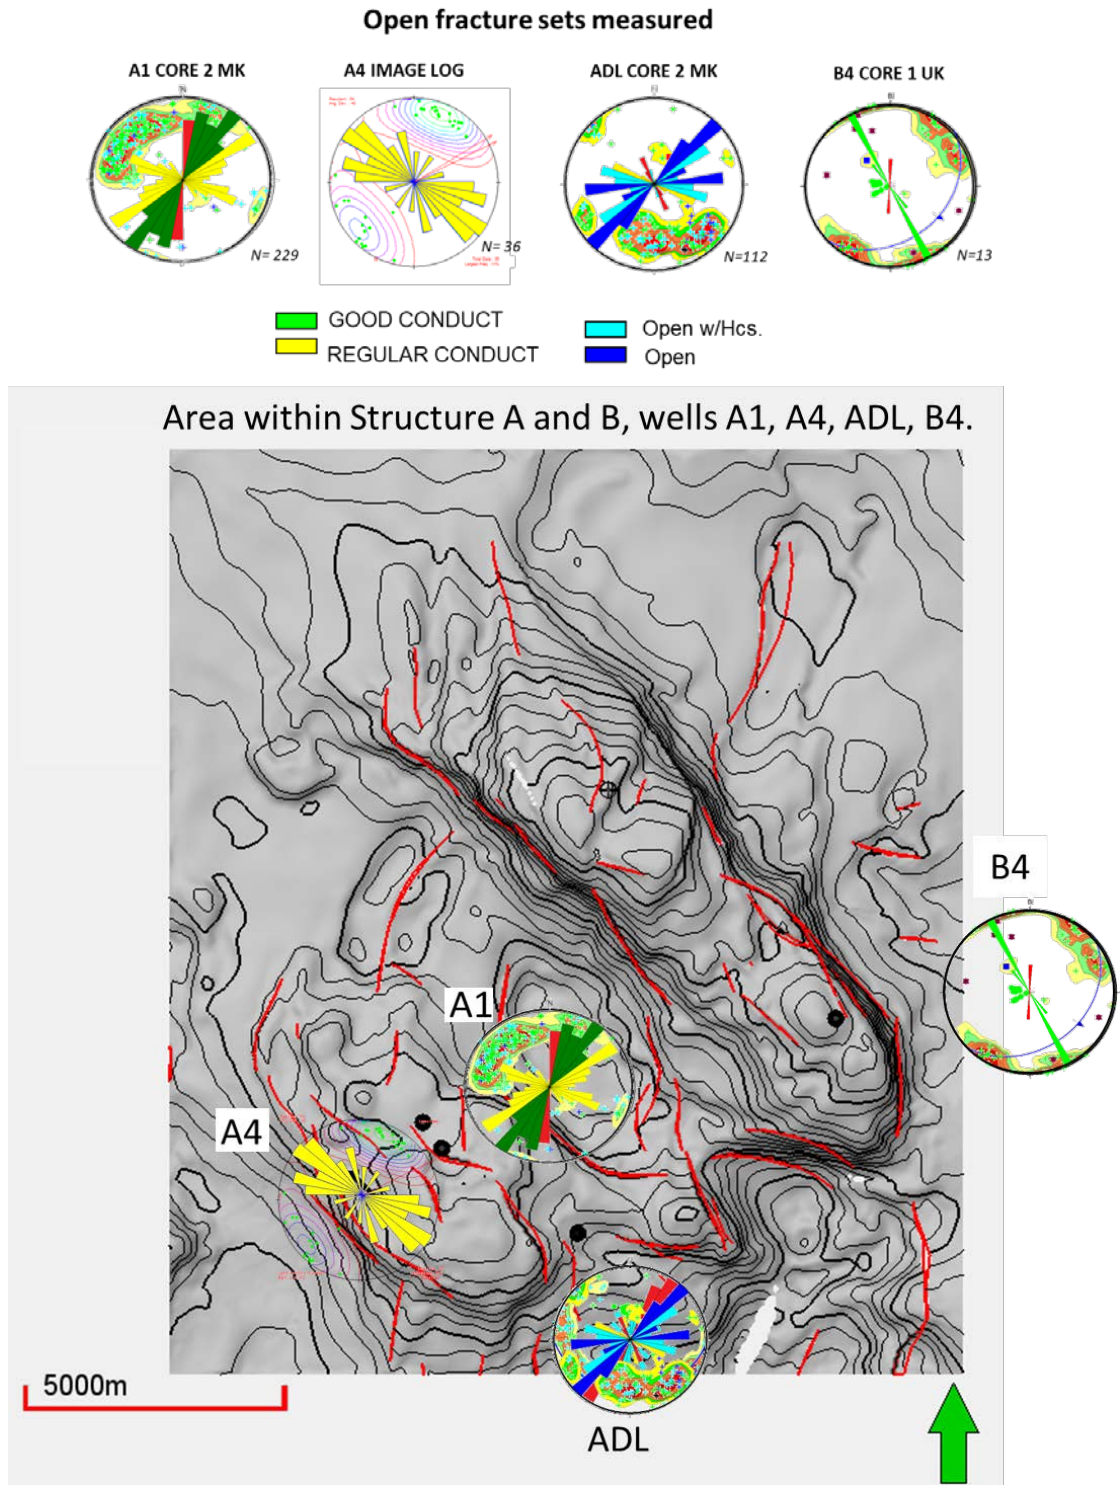 Open fracture sets measured
A1 CORE 2 MK
A4 IMAGE LOG
ADL CORE 2 MK
B4 CORE 1 UK
N= 229
N= 36
N=112
N=13
GOOD CONDUCT
REGULAR CONDUCT
Open w/Hcs.
Open
Area within Structure A and B, wells A1, A4, ADL, B4.
B4
A1
A4
5000m
ADL